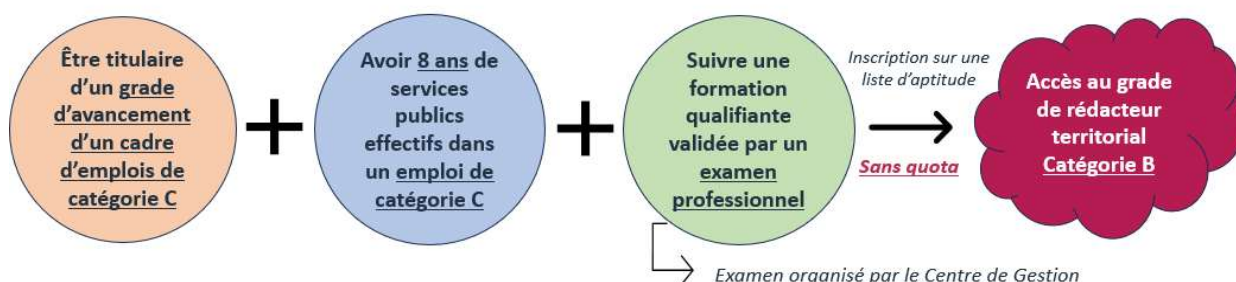 Être titulaire
d'un grade
d'avancement
d'un cadre
d'emplois de
catégorie C
+
Avoir 8 ans de
services
publics
effectifs dans
un emploi de
catégorie C
+
Suivre une
formation
qualifiante
validée par un
examen
professionnel
Inscription sur une
liste d'aptitude
Sans quota
Accès au grade
de rédacteur
territorial
Catégorie B
Examen organisé par le Centre de Gestion